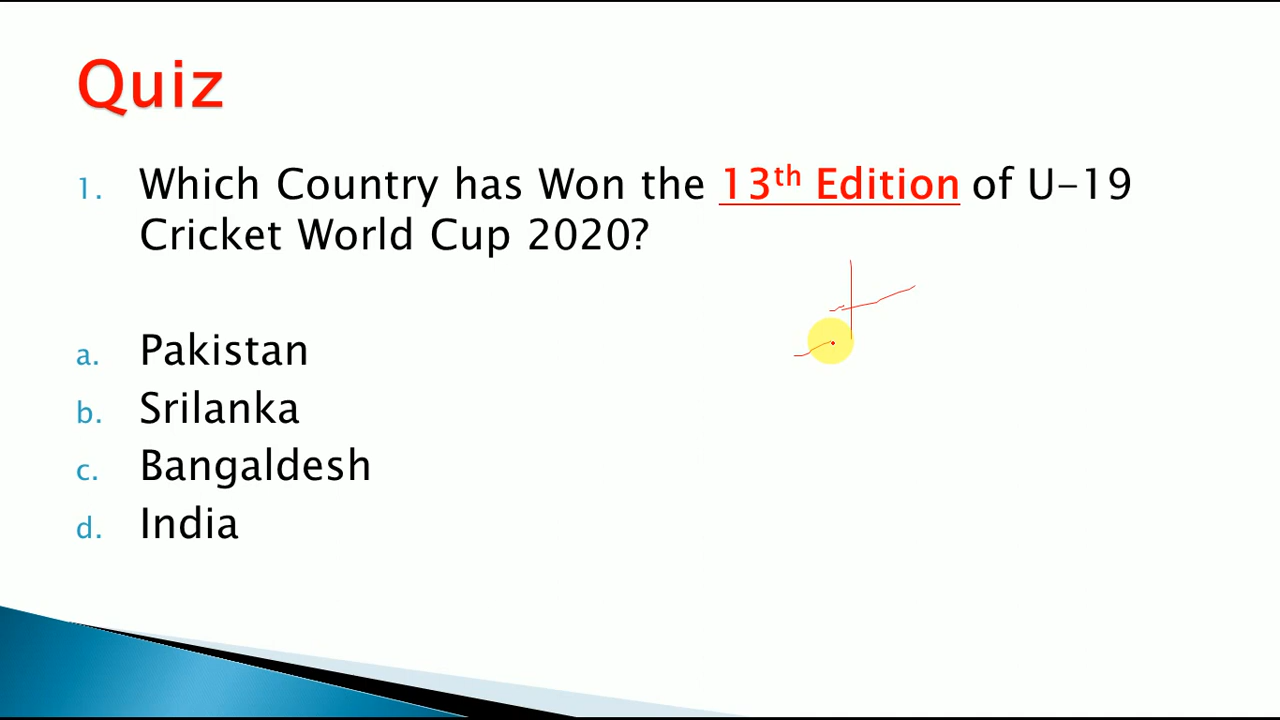 Quiz
1. Which Country has Won the 13th Edition of U-19
Cricket World Cup 2020?
a. Pakistan
b. Srilanka
c. Bangaldesh
d. India